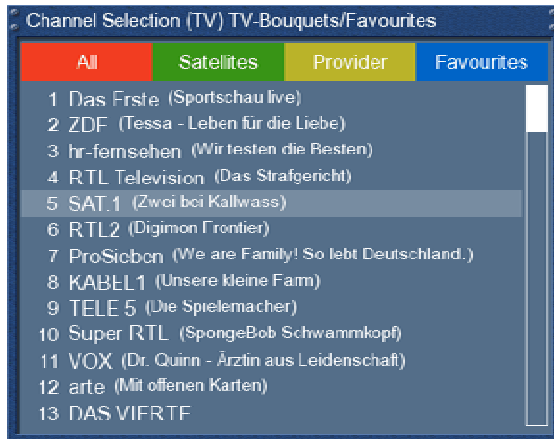 Channel Selection (TV) TV-Bouquets/Favourites
All Satellites Provider Favourites
1 Das Erste (Sportschau live)
2 ZDF (Tessa - Leben für die Liebe)
3 hr-fernsehen (Wir testen die Besten)
4 RTL Television (Das Strafgericht)
5 SAT.1 (Zwei bei Kallwass)
6 RTL2 (Digimon Frontier)
7 ProSieben (We are Family! So lebt Deutschland.)
8 KABEL1 (Unsere kleine Farm)
9 TELE 5 (Die Spielemacher)
10 Super RTL (SpongeBob Schwammkopf)
11 VOX (Dr. Quinn - Ärztin aus Leidenschaft)
12 arte (Mit offenen Karten)
13 DAS VIERTE